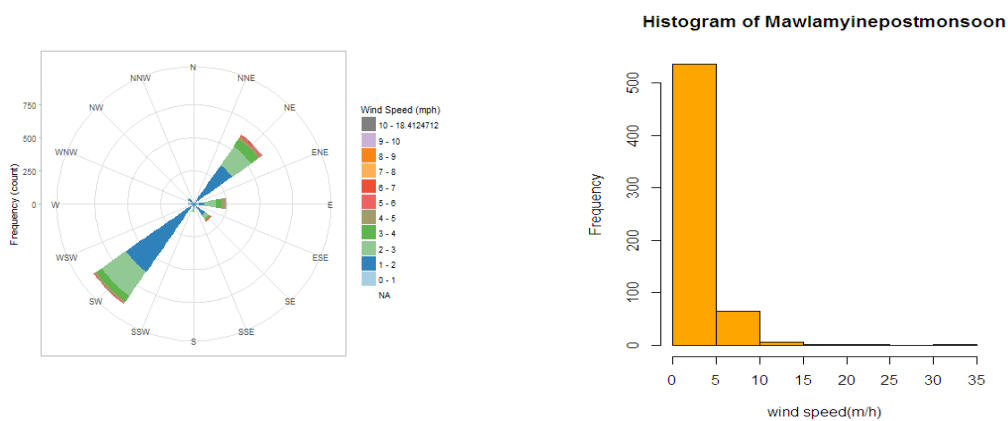 Histogram of Mawlamyinepostmonsoon
N
NNW
NNE
NW
NE
WNW
ENE
W
E
WSW
ESE
SW
SE
SSW
SSE
S
Frequency (count)
750
500
250
0
Wind Speed (mph)
10 - 18.4124712
9 - 10
8 - 9
7 - 8
6 - 7
5 - 6
4 - 5
3 - 4
2 - 3
1 - 2
0 - 1
NA
Frequency
500
400
300
200
100
0
0 5 10 15 20 25 30 35
wind speed(m/h)